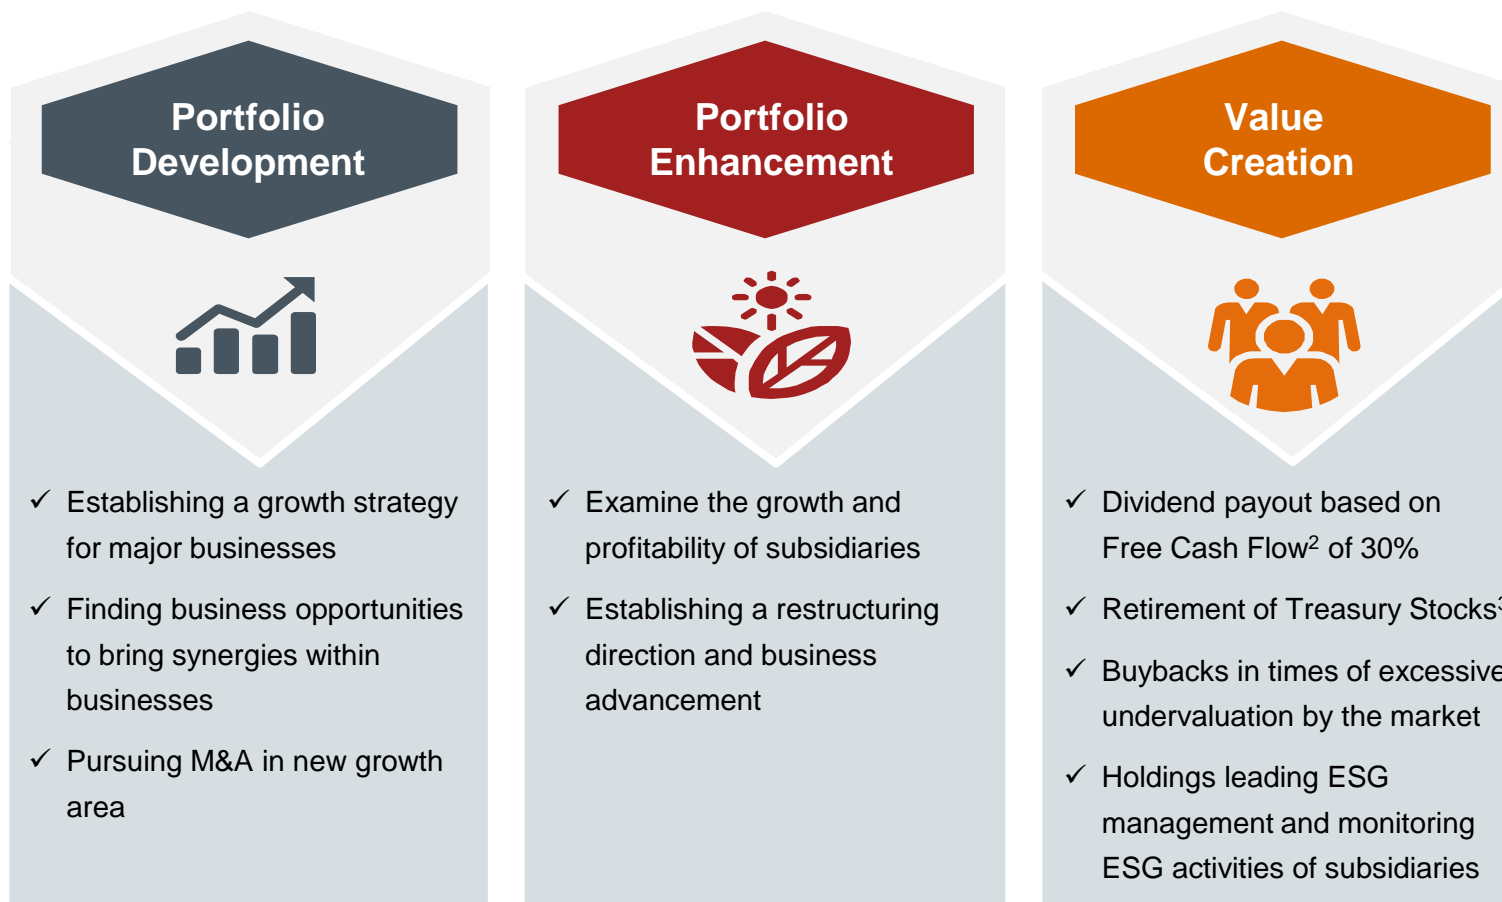 Portfolio
Development
✓ Establishing a growth strategy
for major businesses
✓ Finding business opportunities
to bring synergies within
businesses
✓ Pursuing M&A in new growth
area
Portfolio
Enhancement
✓ Examine the growth and
profitability of subsidiaries
✓ Establishing a restructuring
direction and business
advancement
Value
Creation
✓ Dividend payout based on
Free Cash Flow² of 30%
✓ Retirement of Treasury Stocks³
✓ Buybacks in times of excessive
undervaluation by the market
✓ Holdings leading ESG
management and monitoring
ESG activities of subsidiaries